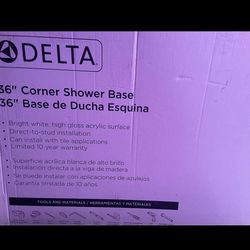 DELTA
36" Corner Shower Base
36" Base de Ducha Esquina
• Bright white, high gloss acrylic surface
• Direct-to-stud installation
• Can install with tile applications
• Limited 10 year warranty
• Superficie acrílica blanca de alto brillo
• Instalación directa a la viga de madera
• Se puede instalar con aplicaciones de azulejos
• Garantía limitada de 10 años
TOOLS AND MATERIALS / HERRAMIENTAS Y MATERIALES